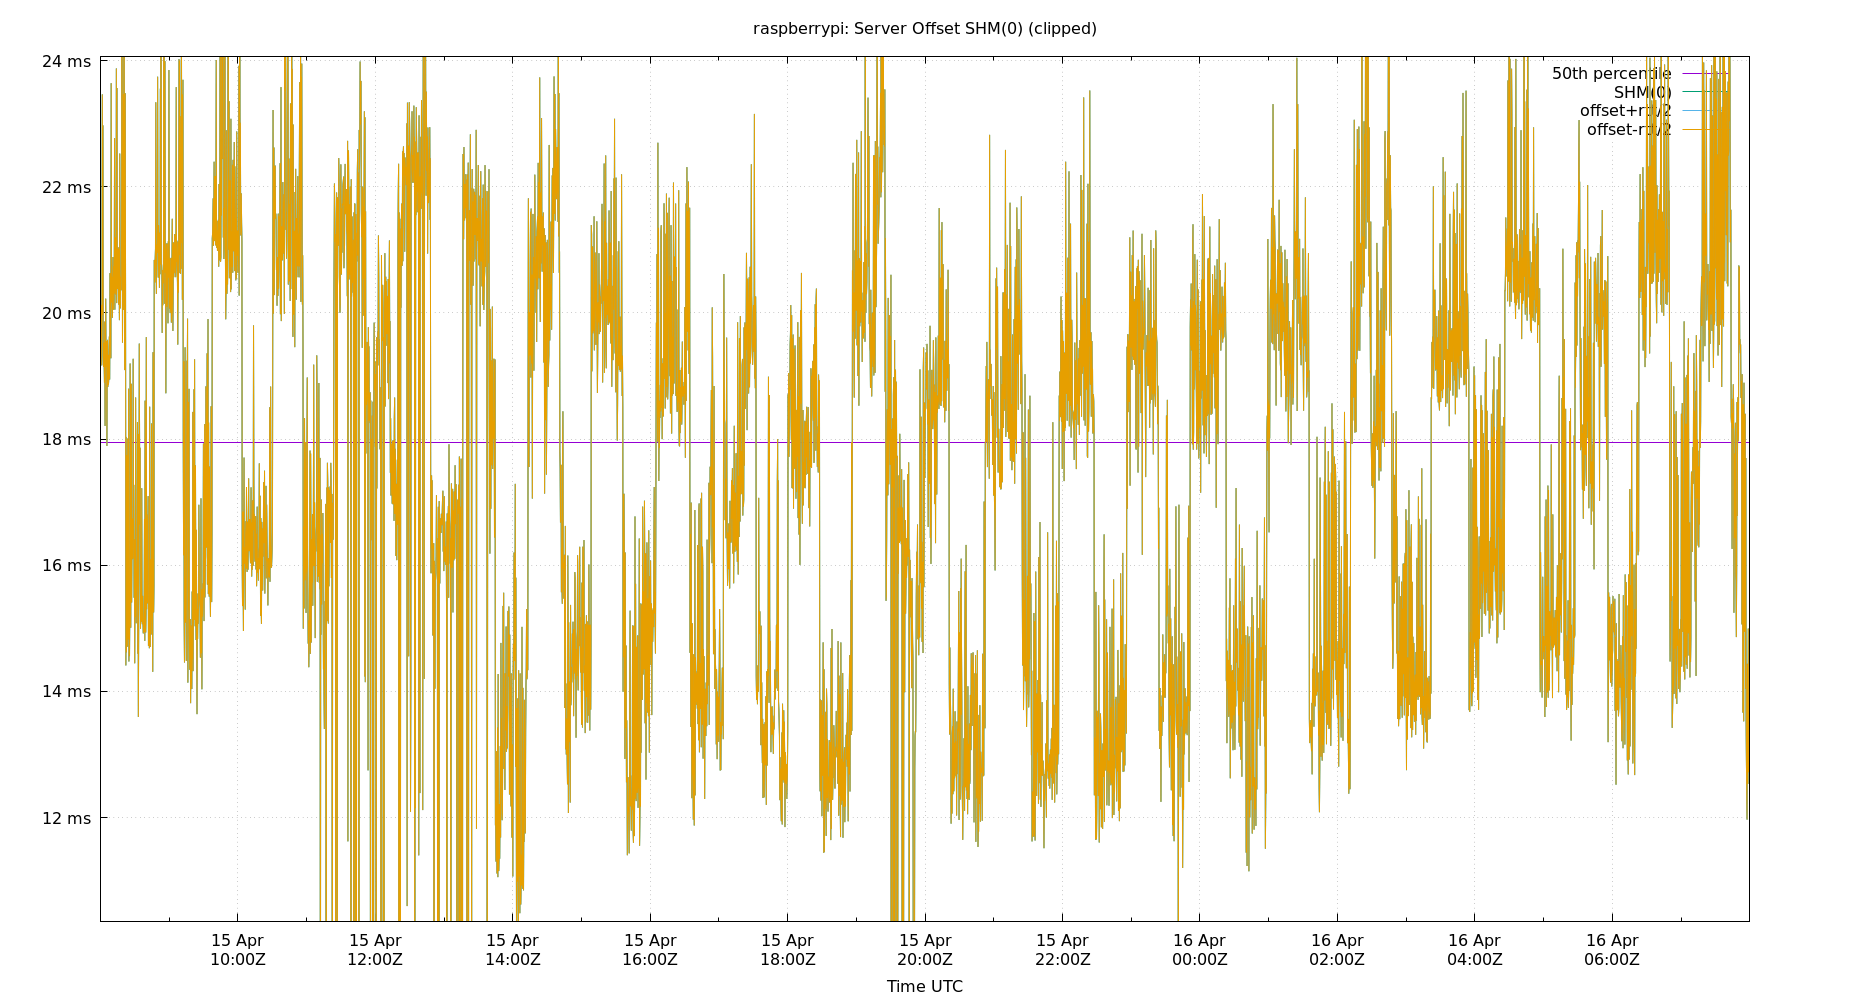 raspberrypi: Server Offset SHM(0) (clipped)
24 ms
22 ms
20 ms
18 ms
16 ms
14 ms
12 ms
50th percentile
SHM(0)
offset+rtt/2
offset-rtt/2
15 Apr 15 Apr 15 Apr 15 Apr 15 Apr 15 Apr 15 Apr 16 Apr 16 Apr 16 Apr 16 Apr
10:00Z 12:00Z 14:00Z 16:00Z 18:00Z 20:00Z 22:00Z 00:00Z 02:00Z 04:00Z 06:00Z
Time UTC